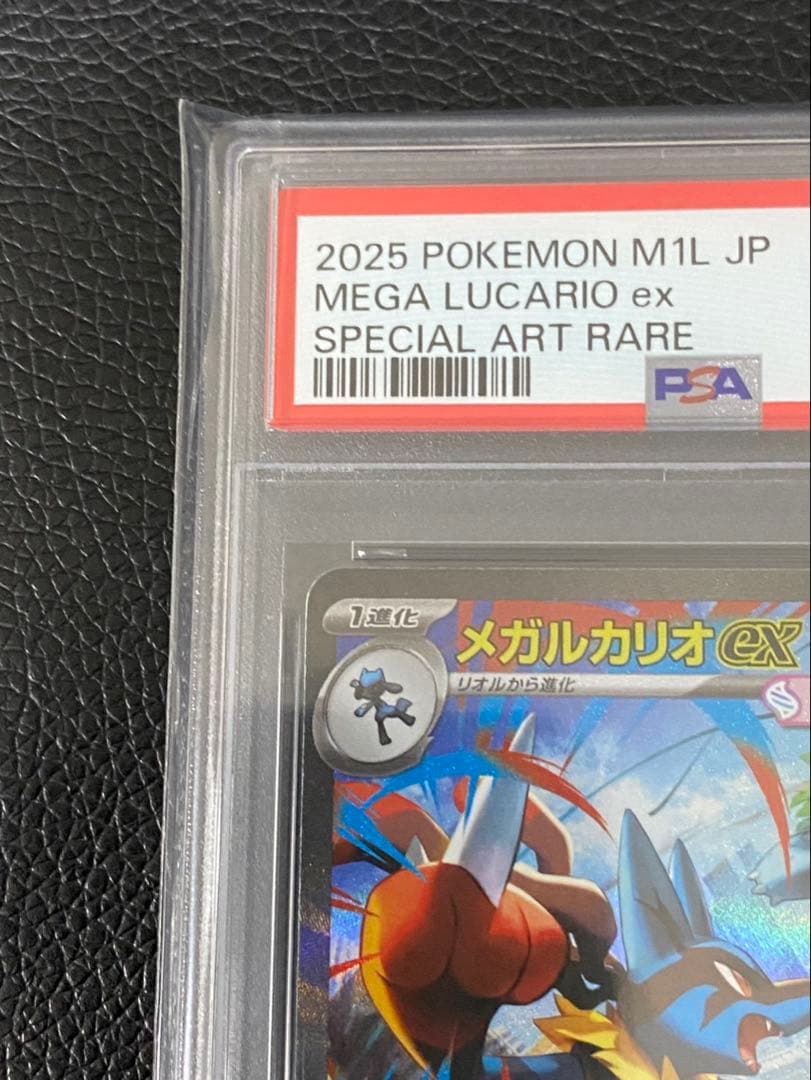 2025 POKEMON M1L JP
MEGA LUCARIO ex
SPECIAL ART RARE
PSA
1進化
メガルカリオex
リオルから進化